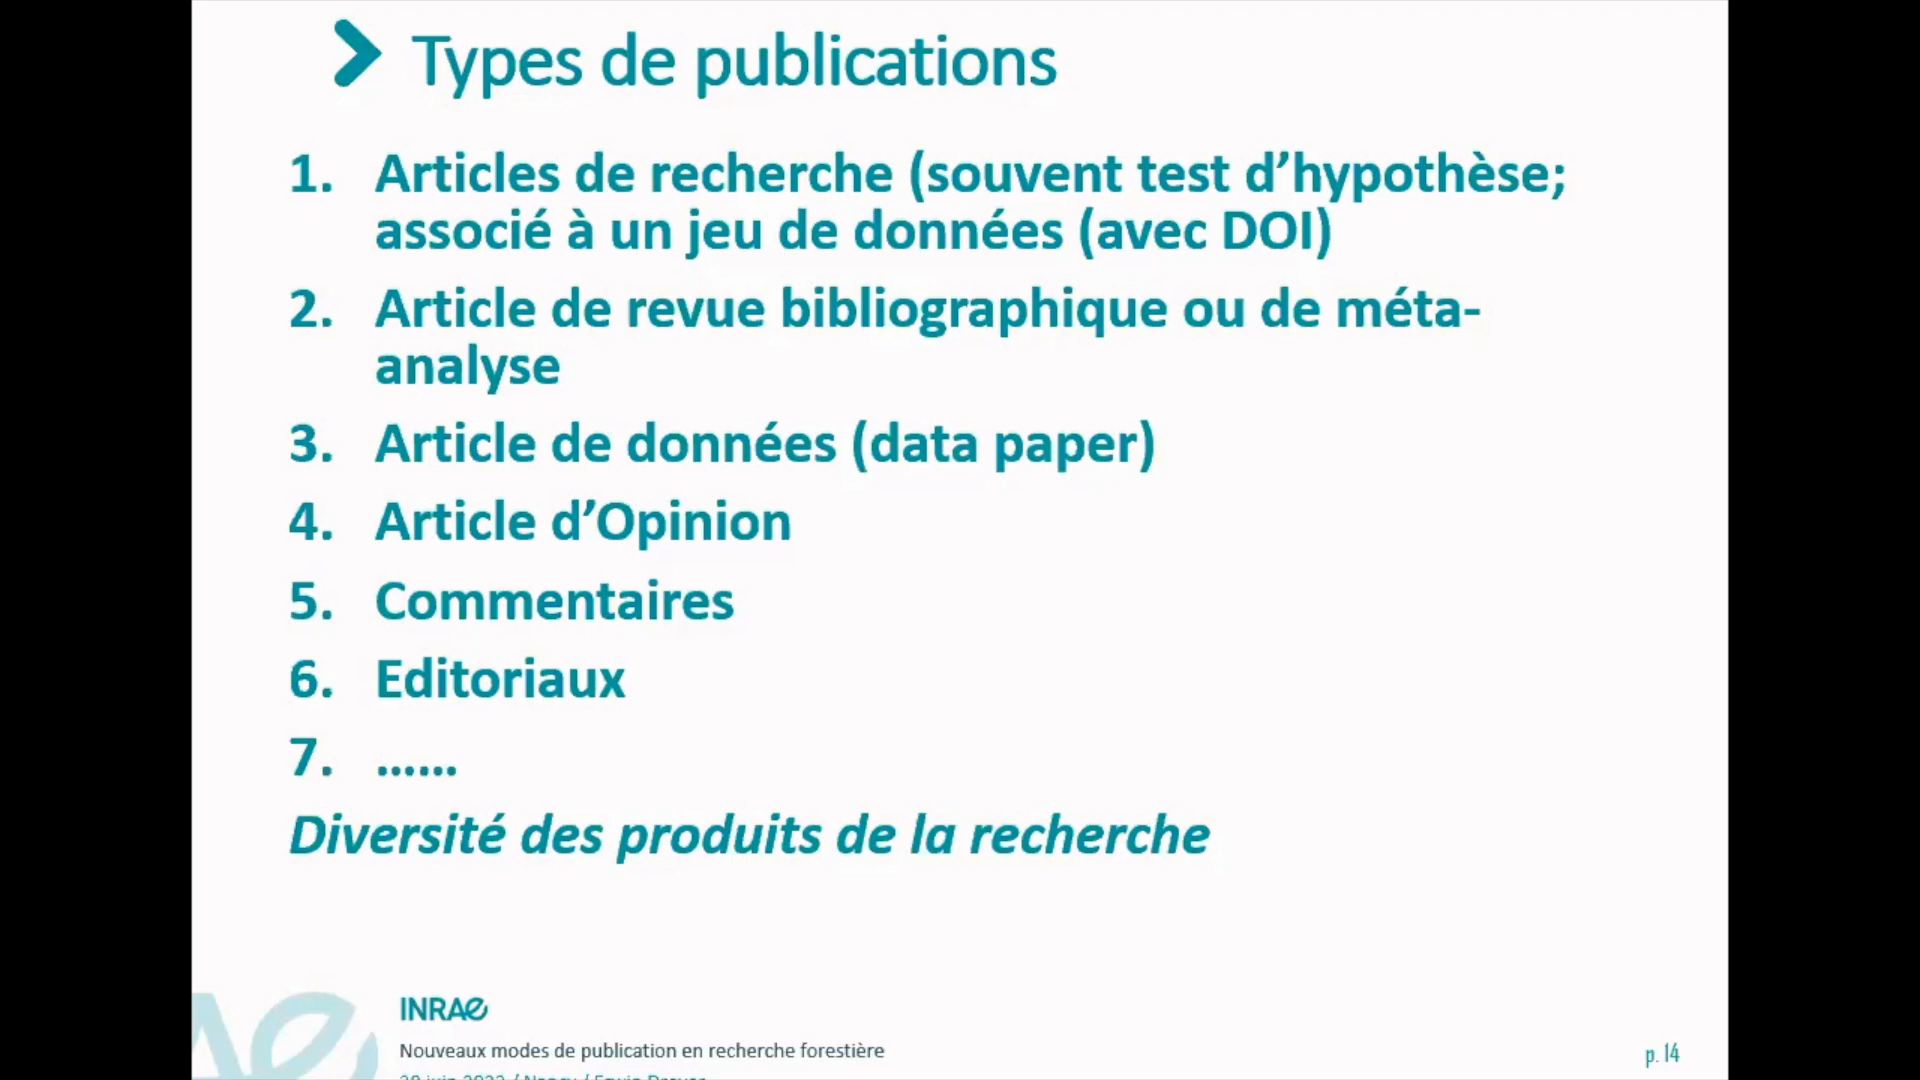 Types de publications
1. Articles de recherche (souvent test d’hypothèse;
associé à un jeu de données (avec DOI)
2. Article de revue bibliographique ou de méta-
analyse
3. Article de données (data paper)
4. Article d’Opinion
5. Commentaires
6. Editoriaux
7. ......
Diversité des produits de la recherche
INRAE
Nouveaux modes de publication en recherche forestière
p. 14